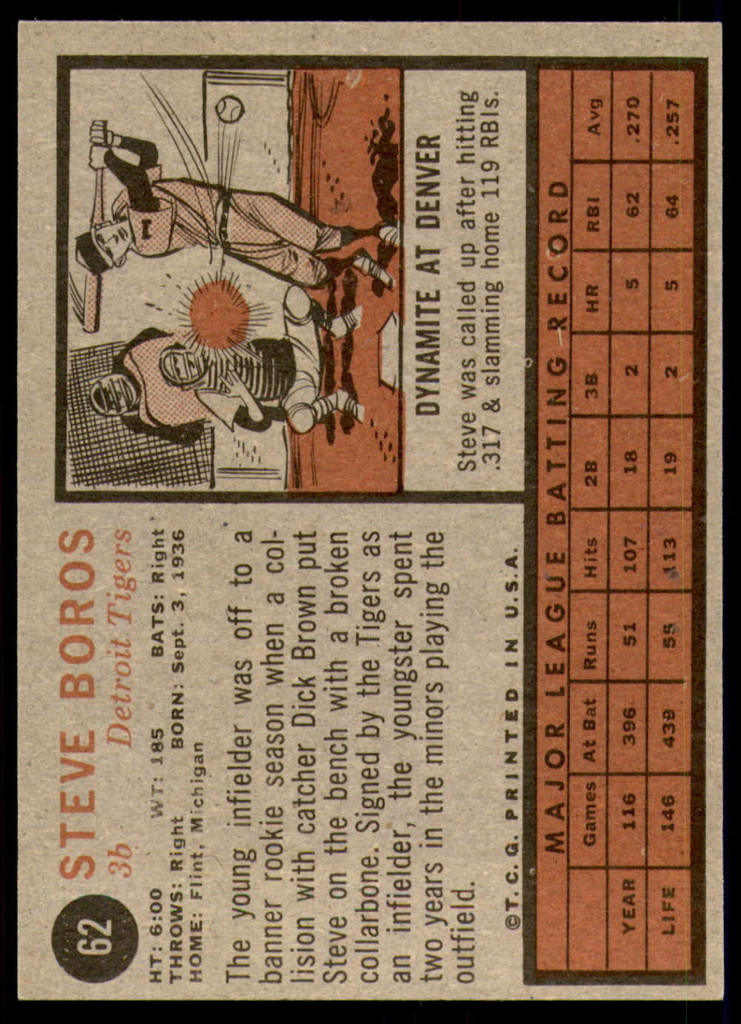 62
STEVE BOROS
3b Detroit Tigers
HT: 6:00 WT: 185 BATS: Right
THROWS: Right BORN: Sept. 3, 1936
HOME: Flint, Michigan
The young infielder was off to a
banner rookie season when a col-
lision with catcher Dick Brown put
Steve on the bench with a broken
collarbone. Signed by the Tigers as
an infielder, the youngster spent
two years in the minors playing the
outfield.
©T.C.G. PRINTED IN U.S.A.
1
DYNAMITE AT DENVER
Steve was called up after hitting
.317 & slamming home 119 RBIs.
MAJOR LEAGUE BATTING RECORD
Games At Bat Runs Hits 2B 3B HR RBI Avg
YEAR 116 396 51 107 18 2 5 62 .270
LIFE 146 439 55 113 19 2 5 64 .257